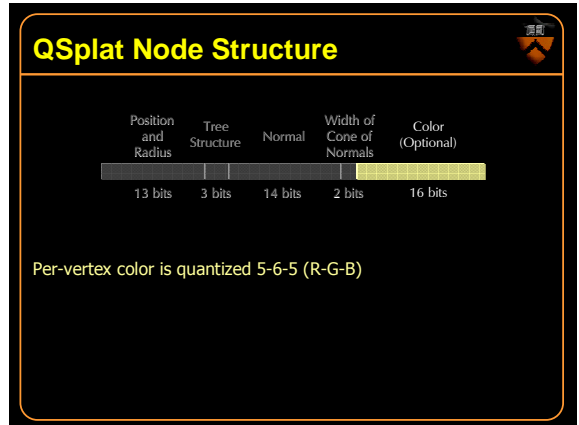 QSplat Node Structure
Position and Radius
Tree Structure
Normal
Width of Cone of Normals
Color (Optional)
13 bits 3 bits 14 bits 2 bits 16 bits
Per-vertex color is quantized 5-6-5 (R-G-B)